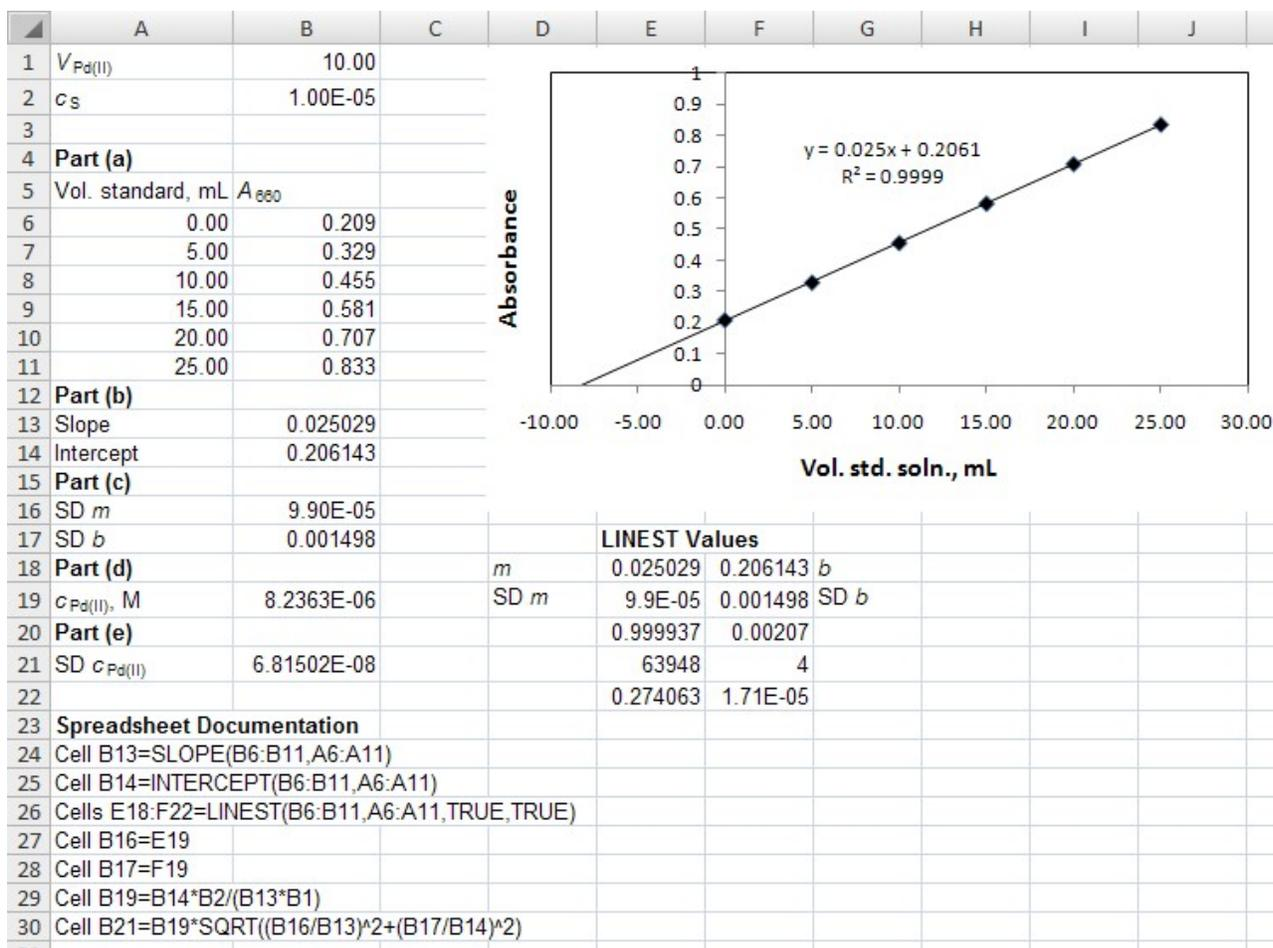 A B C D E F G H I J
1 V Pd(II) 10.00
2 c S 1.00E-05
3
4 Part (a)
5 Vol. standard, mL A 660
6 0.00 0.209
7 5.00 0.329
8 10.00 0.455
9 15.00 0.581
10 20.00 0.707
11 25.00 0.833
12 Part (b)
13 Slope 0.025029
14 Intercept 0.206143
15 Part (c)
16 SD m 9.90E-05
17 SD b 0.001498 LINEST Values
18 Part (d) m 0.025029 0.206143 b
19 c Pd(II), M 8.2363E-06 SD m 9.9E-05 0.001498 SD b
20 Part (e) 0.999937 0.00207
21 SD c Pd(II) 6.81502E-08 63948 4
22 0.274063 1.71E-05
23 Spreadsheet Documentation
24 Cell B13=SLOPE(B6:B11,A6:A11)
25 Cell B14=INTERCEPT(B6:B11,A6:A11)
26 Cells E18:F22=LINEST(B6:B11,A6:A11,TRUE,TRUE)
27 Cell B16=E19
28 Cell B17=F19
29 Cell B19=B14*B2/(B13*B1)
30 Cell B21=B19*SQRT((B16/B13)^2+(B17/B14)^2)
Absorbance
1
0.9
0.8
0.7
0.6
0.5
0.4
0.3
0.2
0.1
0
y = 0.025x + 0.2061
R² = 0.9999
-10.00 -5.00 0.00 5.00 10.00 15.00 20.00 25.00 30.00
Vol. std. soln., mL